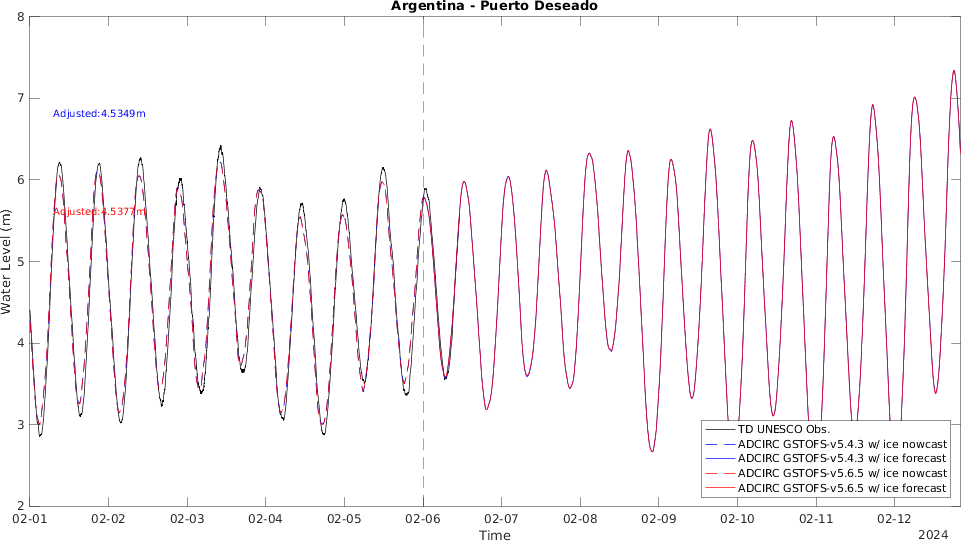 Argentina - Puerto Deseado
8
7
6
5
4
3
2
Water Level (m)
Adjusted:4.5349m
Adjusted:4.5377m
TD UNESCO Obs.
ADCIRC GSTOFS-v5.4.3 w/ ice nowcast
ADCIRC GSTOFS-v5.4.3 w/ ice forecast
ADCIRC GSTOFS-v5.6.5 w/ ice nowcast
ADCIRC GSTOFS-v5.6.5 w/ ice forecast
02-01 02-02 02-03 02-04 02-05 02-06 02-07 02-08 02-09 02-10 02-11 02-12
Time
2024